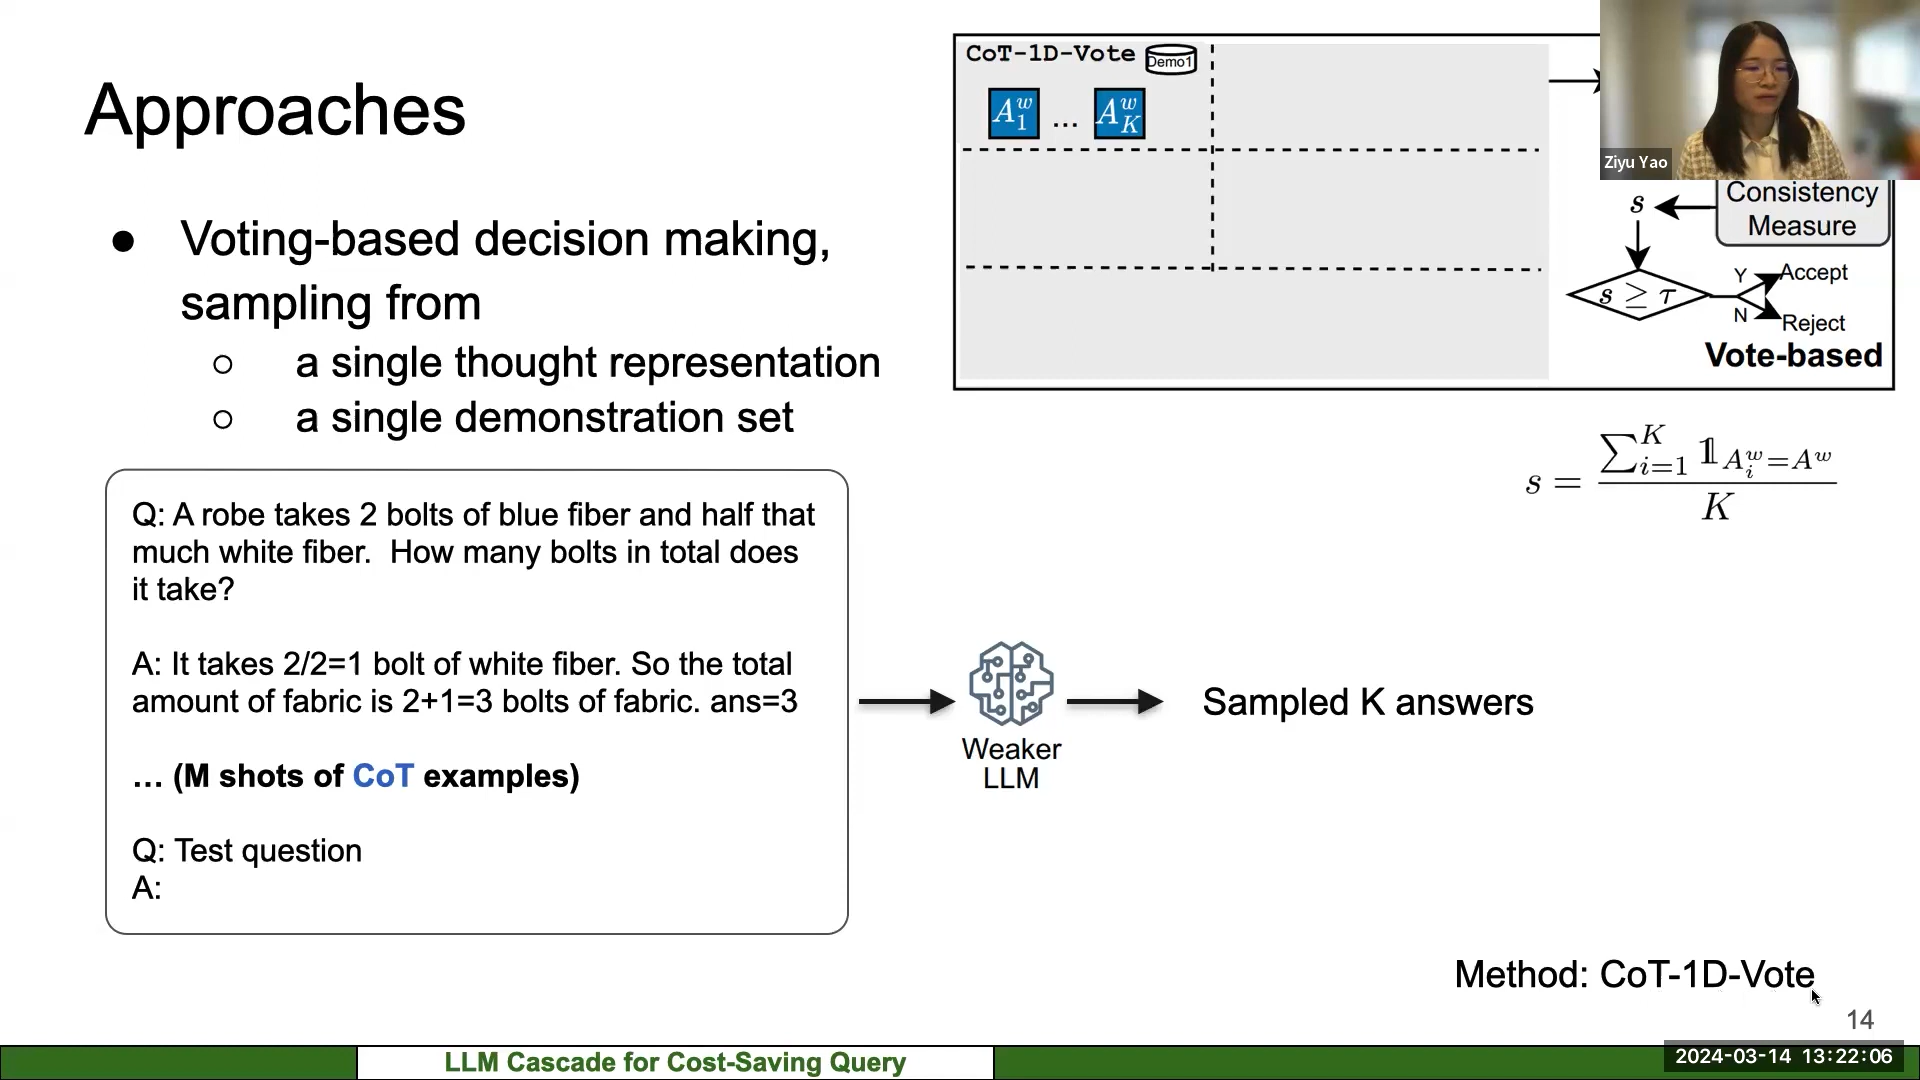 Approaches
● Voting-based decision making,
sampling from
○ a single thought representation
○ a single demonstration set
Q: A robe takes 2 bolts of blue fiber and half that
much white fiber.  How many bolts in total does
it take?
A: It takes 2/2=1 bolt of white fiber. So the total
amount of fabric is 2+1=3 bolts of fabric. ans=3
... (M shots of CoT examples)
Q: Test question
A:
Weaker
LLM
Sampled K answers
CoT-1D-Vote
Demo1
A_1^w ... A_K^w
Ziyu Yao
Consistency
Measure
s
s ≥ τ
Y
Accept
N
Reject
Vote-based
s = \frac{\sum_{i=1}^{K} 𝟙_{A_i^w=A^w}}{K}
Method: CoT-1D-Vote
14
LLM Cascade for Cost-Saving Query
2024-03-14 13:22:06